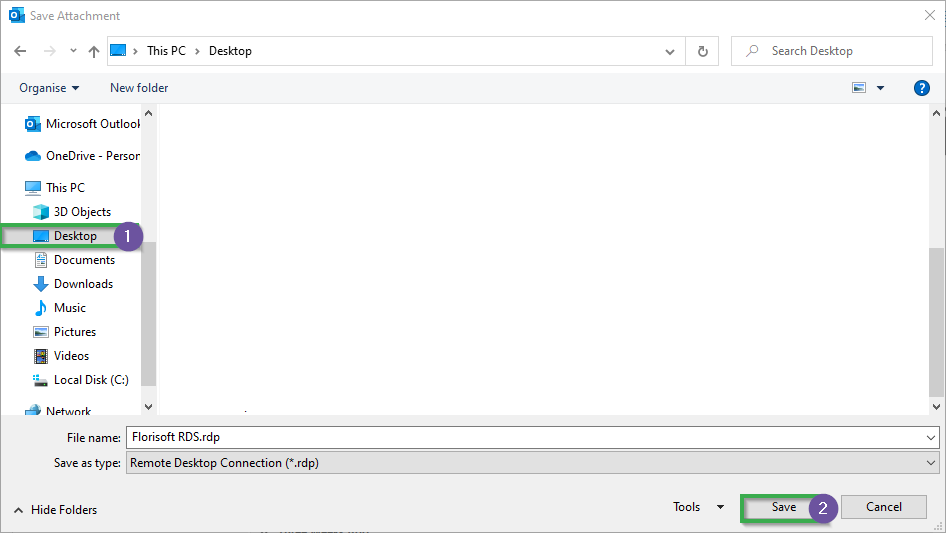 Save Attachment
This PC > Desktop
Search Desktop
Organise
New folder
?
Microsoft Outlook
OneDrive - Person
This PC
3D Objects
Desktop
1
Documents
Downloads
Music
Pictures
Videos
Local Disk (C:)
Network
File name: Florisoft RDS.rdp
Save as type: Remote Desktop Connection (*.rdp)
Hide Folders
Tools
Save
2
Cancel